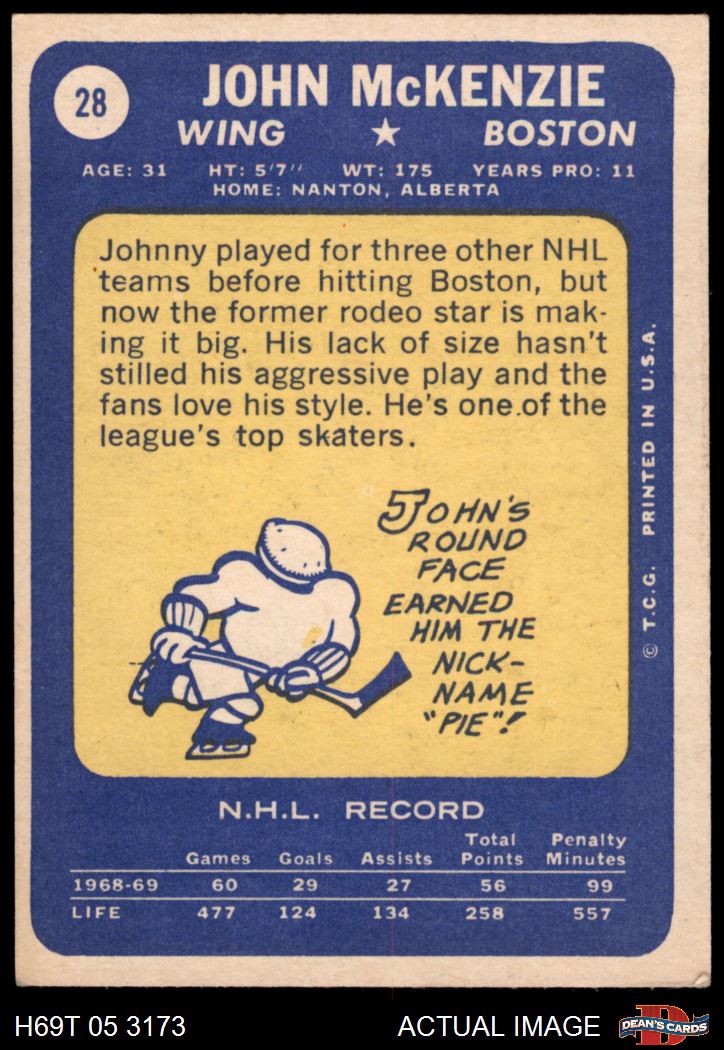 28
JOHN McKENZIE
WING ★ BOSTON
AGE: 31 HT: 5'7" WT: 175 YEARS PRO: 11
HOME: NANTON, ALBERTA
Johnny played for three other NHL
teams before hitting Boston, but
now the former rodeo star is mak-
ing it big. His lack of size hasn't
stilled his aggressive play and the
fans love his style. He's one of the
league's top skaters.
JOHN'S
ROUND
FACE
EARNED
HIM THE
NICK-
NAME
"PIE"!
© T.C.G. PRINTED IN U.S.A.
N.H.L. RECORD
Games Goals Assists Total Points Penalty Minutes
1968-69 60 29 27 56 99
LIFE 477 124 134 258 557
H69T 05 3173 ACTUAL IMAGE
D
DEAN'S CARDS